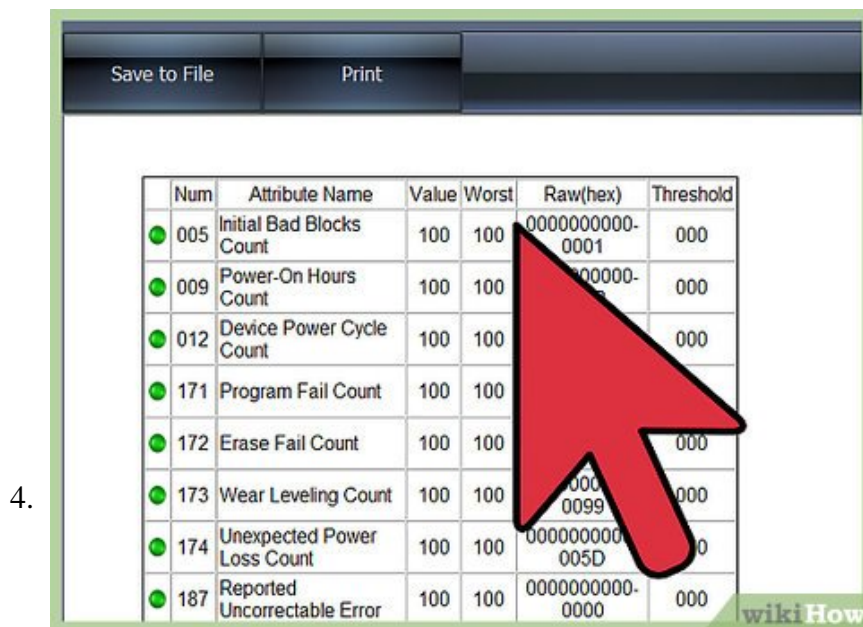 Save to File Print
Num Attribute Name Value Worst Raw(hex) Threshold
005 Initial Bad Blocks Count 100 100 0000000000-0001 000
009 Power-On Hours Count 100 100 000
012 Device Power Cycle Count 100 100 000
171 Program Fail Count 100 100
172 Erase Fail Count 100 100 000
4.
173 Wear Leveling Count 100 100 0099 000
174 Unexpected Power Loss Count 100 100 005D
187 Reported Uncorrectable Error 100 100 0000000000-0000 000
wikiHow